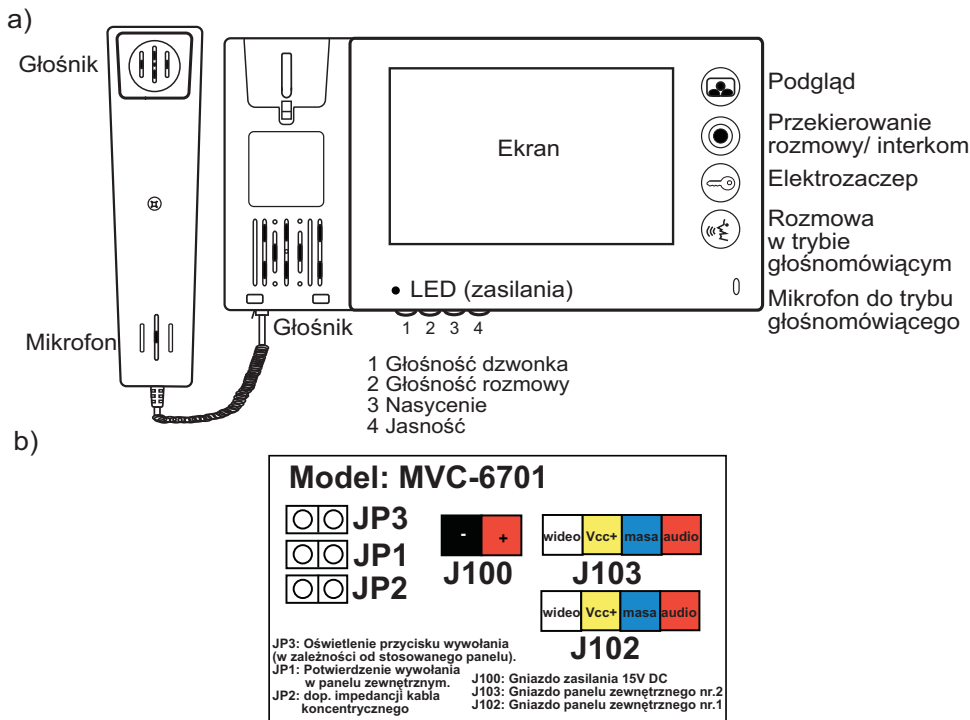 a)
Głośnik
Mikrofon
Głośnik
Ekran
LED (zasilania)
1 2 3 4
1 Głośność dzwonka
2 Głośność rozmowy
3 Nasycenie
4 Jasność
Podgląd
Przekierowanie
rozmowy/ interkom
Elektrozaczep
Rozmowa
w trybie
głośnomówiącym
Mikrofon do trybu
głośnomówiącego
b)
Model: MVC-6701
JP3
JP1
JP2
- +
J100
wideo Vcc+ masa audio
J103
wideo Vcc+ masa audio
J102
JP3: Oświetlenie przycisku wywołania
(w zależności od stosowanego panelu).
JP1: Potwierdzenie wywołania
w panelu zewnętrznym.
JP2: dop. impedancji kabla
koncentrycznego
J100: Gniazdo zasilania 15V DC
J103: Gniazdo panelu zewnętrznego nr.2
J102: Gniazdo panelu zewnętrznego nr.1